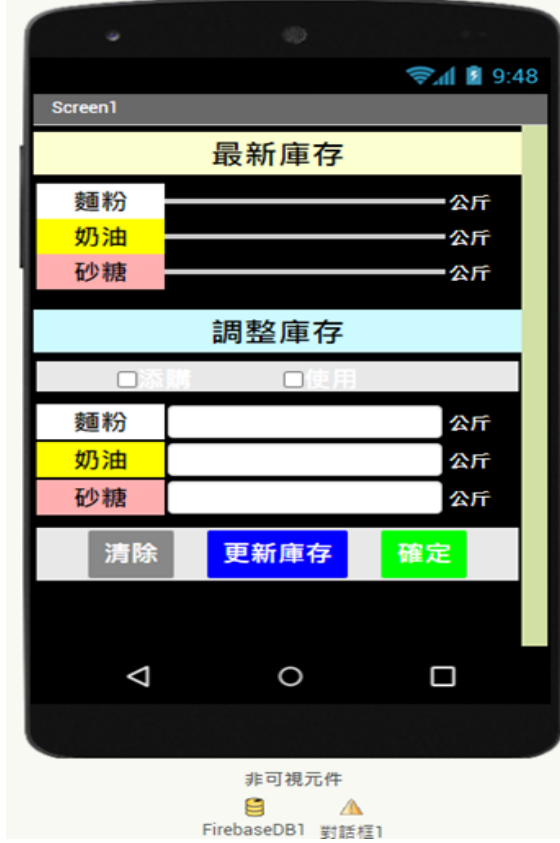 9:48
Screen1
最新庫存
麵粉 公斤
奶油 公斤
砂糖 公斤
調整庫存
添購 使用
麵粉 公斤
奶油 公斤
砂糖 公斤
清除 更新庫存 確定
非可視元件
FirebaseDB1 對話框1